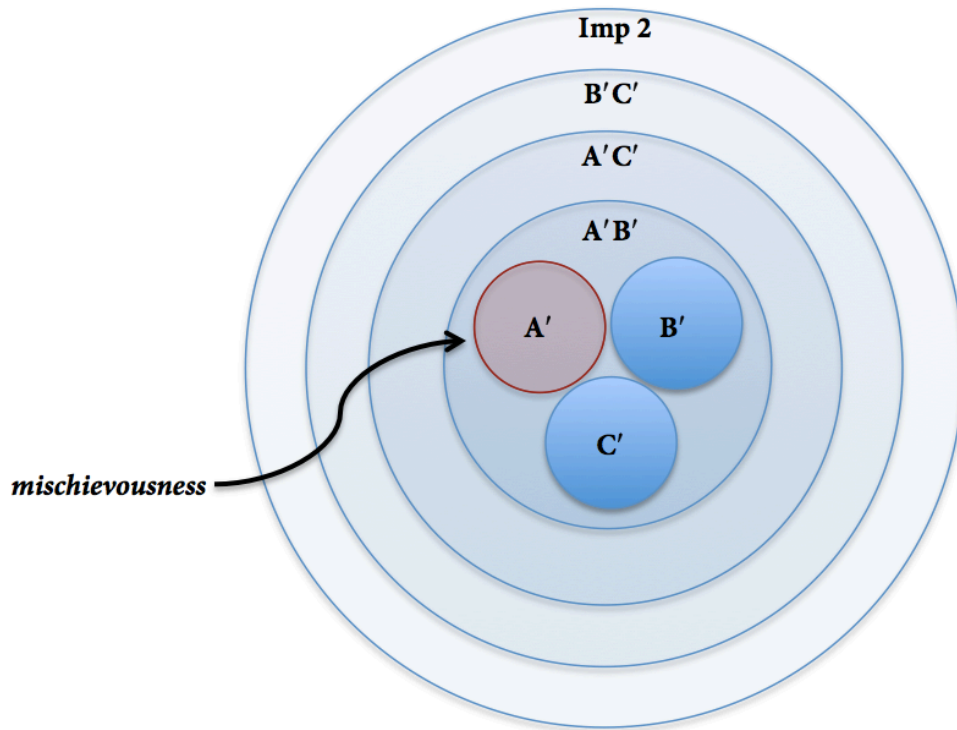 Imp 2
B′C′
A′C′
A′B′
A′
B′
C′
mischievousness